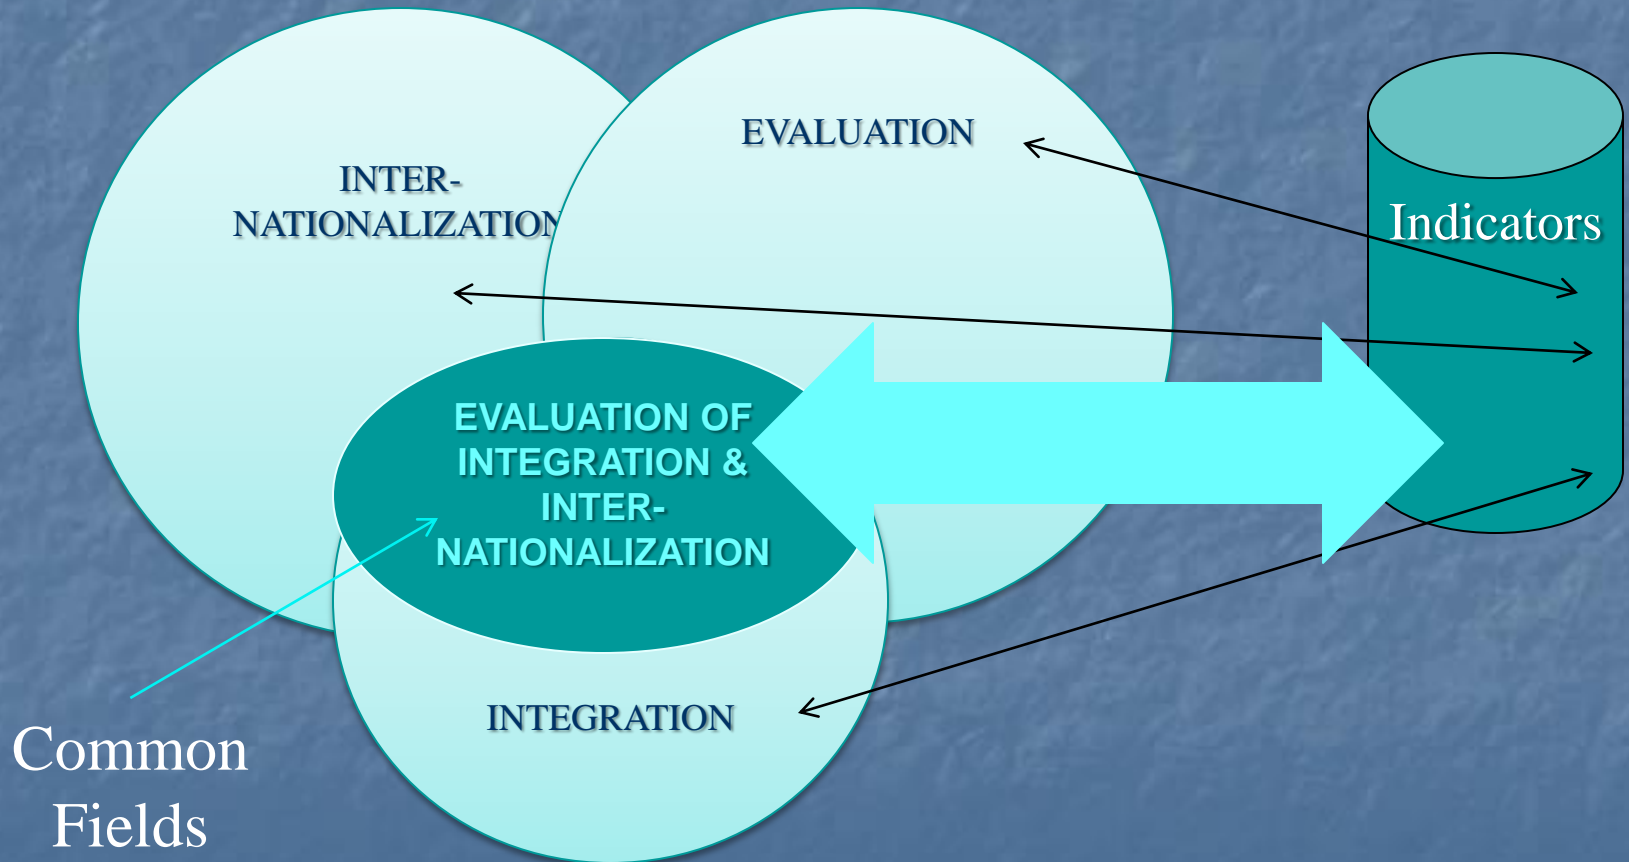 EVALUATION
INTER-
NATIONALIZATION
Indicators
EVALUATION OF
INTEGRATION &
INTER-
NATIONALIZATION
INTEGRATION
Common
Fields